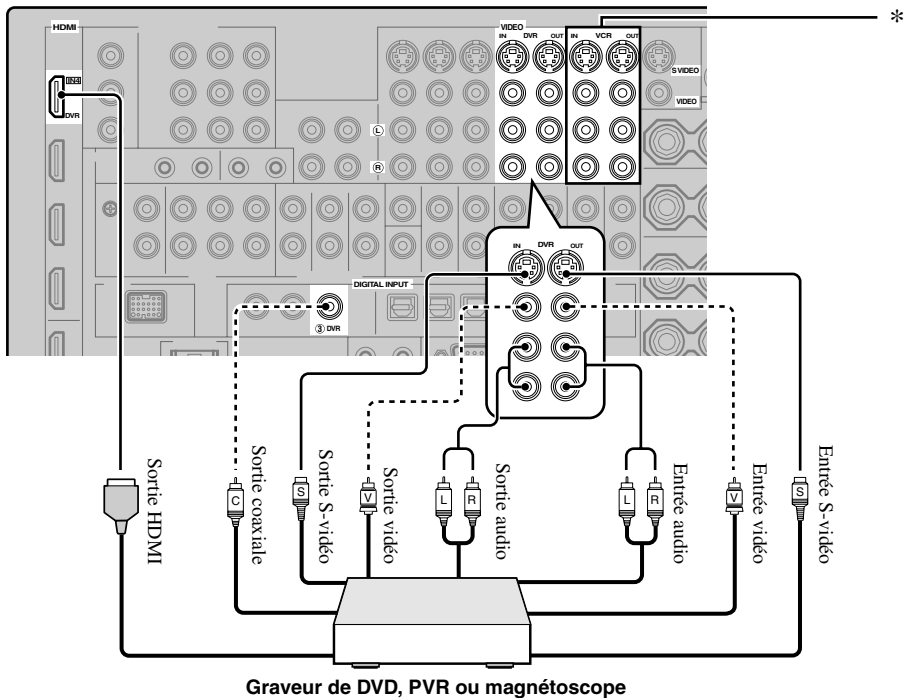 *
HDMI
VIDEO
IN DVR OUT
IN VCR OUT
IN4
DVR
S VIDEO
VIDEO
L
R
IN DVR OUT
DIGITAL INPUT
③ DVR
Sortie HDMI
C
Sortie coaxiale
S
Sortie S-vidéo
V
Sortie vidéo
L R
Sortie audio
L R
Entrée audio
V
Entrée vidéo
S
Entrée S-vidéo
Graveur de DVD, PVR ou magnétoscope